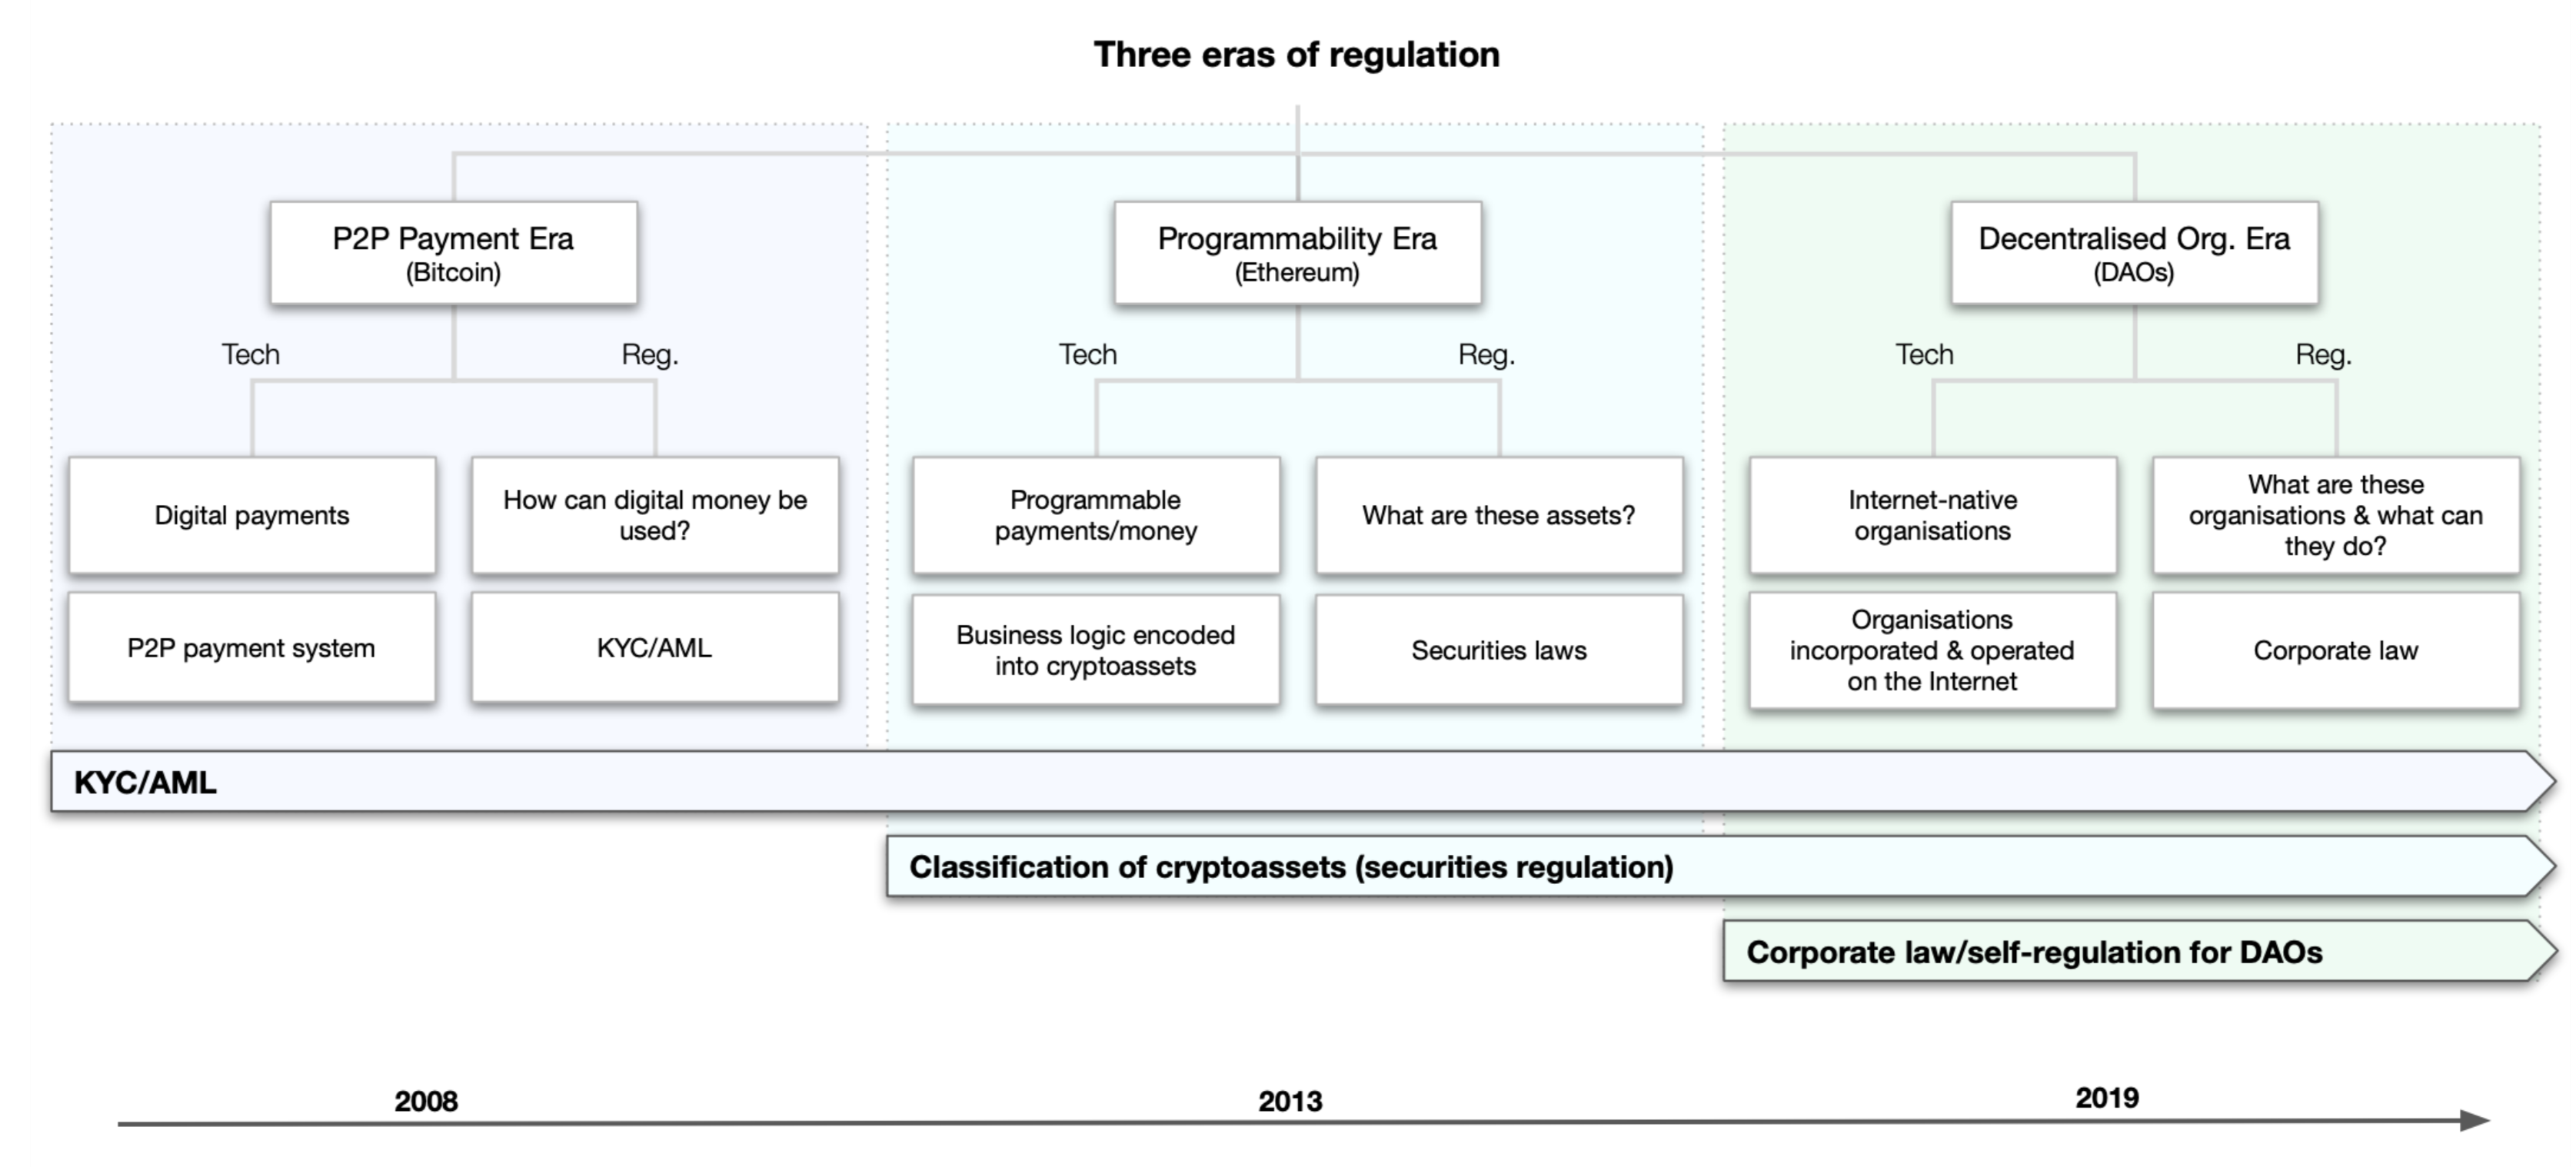 Three eras of regulation
P2P Payment Era
(Bitcoin)
Programmability Era
(Ethereum)
Decentralised Org. Era
(DAOs)
Tech
Reg.
Tech
Reg.
Tech
Reg.
Digital payments
How can digital money be
used?
Programmable
payments/money
What are these assets?
Internet-native
organisations
What are these
organisations & what can
they do?
P2P payment system
KYC/AML
Business logic encoded
into cryptoassets
Securities laws
Organisations
incorporated & operated
on the Internet
Corporate law
KYC/AML
Classification of cryptoassets (securities regulation)
Corporate law/self-regulation for DAOs
2008
2013
2019